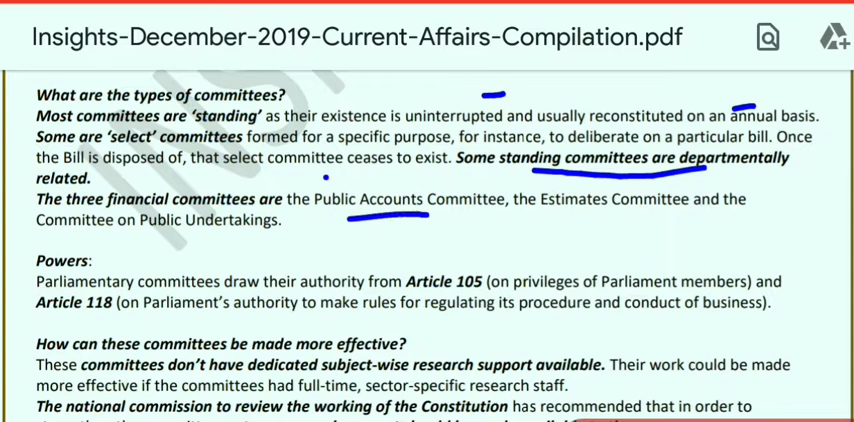 Insights-December-2019-Current-Affairs-Compilation.pdf
What are the types of committees?
Most committees are ‘standing’ as their existence is uninterrupted and usually reconstituted on an annual basis.
Some are ‘select’ committees formed for a specific purpose, for instance, to deliberate on a particular bill. Once
the Bill is disposed of, that select committee ceases to exist. Some standing committees are departmentally
related.
The three financial committees are the Public Accounts Committee, the Estimates Committee and the
Committee on Public Undertakings.
Powers:
Parliamentary committees draw their authority from Article 105 (on privileges of Parliament members) and
Article 118 (on Parliament’s authority to make rules for regulating its procedure and conduct of business).
How can these committees be made more effective?
These committees don’t have dedicated subject-wise research support available. Their work could be made
more effective if the committees had full-time, sector-specific research staff.
The national commission to review the working of the Constitution has recommended that in order to